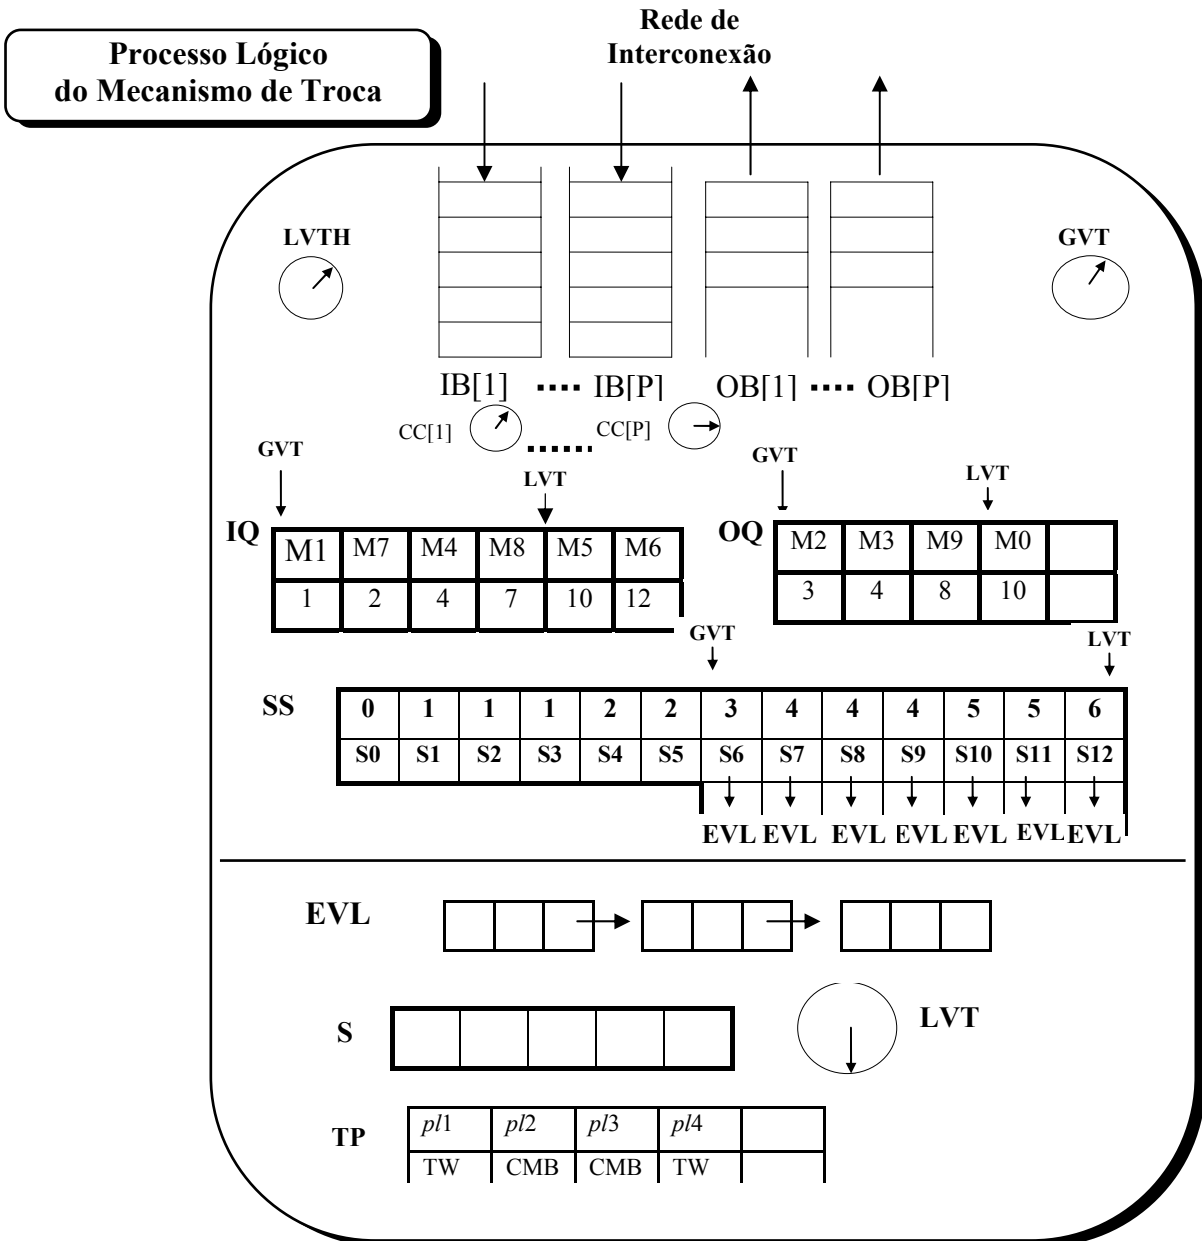 Processo Lógico
do Mecanismo de Troca
Rede de
Interconexão
LVTH
GVT
IB[1] .... IB[P] OB[1] .... OB[P]
CC[1] ...... CC[P]
GVT
LVT
GVT
LVT
IQ
M1 M7 M4 M8 M5 M6
1 2 4 7 10 12
OQ
M2 M3 M9 M0
3 4 8 10
GVT
LVT
SS
0 1 1 1 2 2 3 4 4 4 5 5 6
S0 S1 S2 S3 S4 S5 S6 S7 S8 S9 S10 S11 S12
EVL EVL EVL EVL EVL EVL EVL
EVL
S
LVT
TP
pl1 pl2 pl3 pl4
TW CMB CMB TW